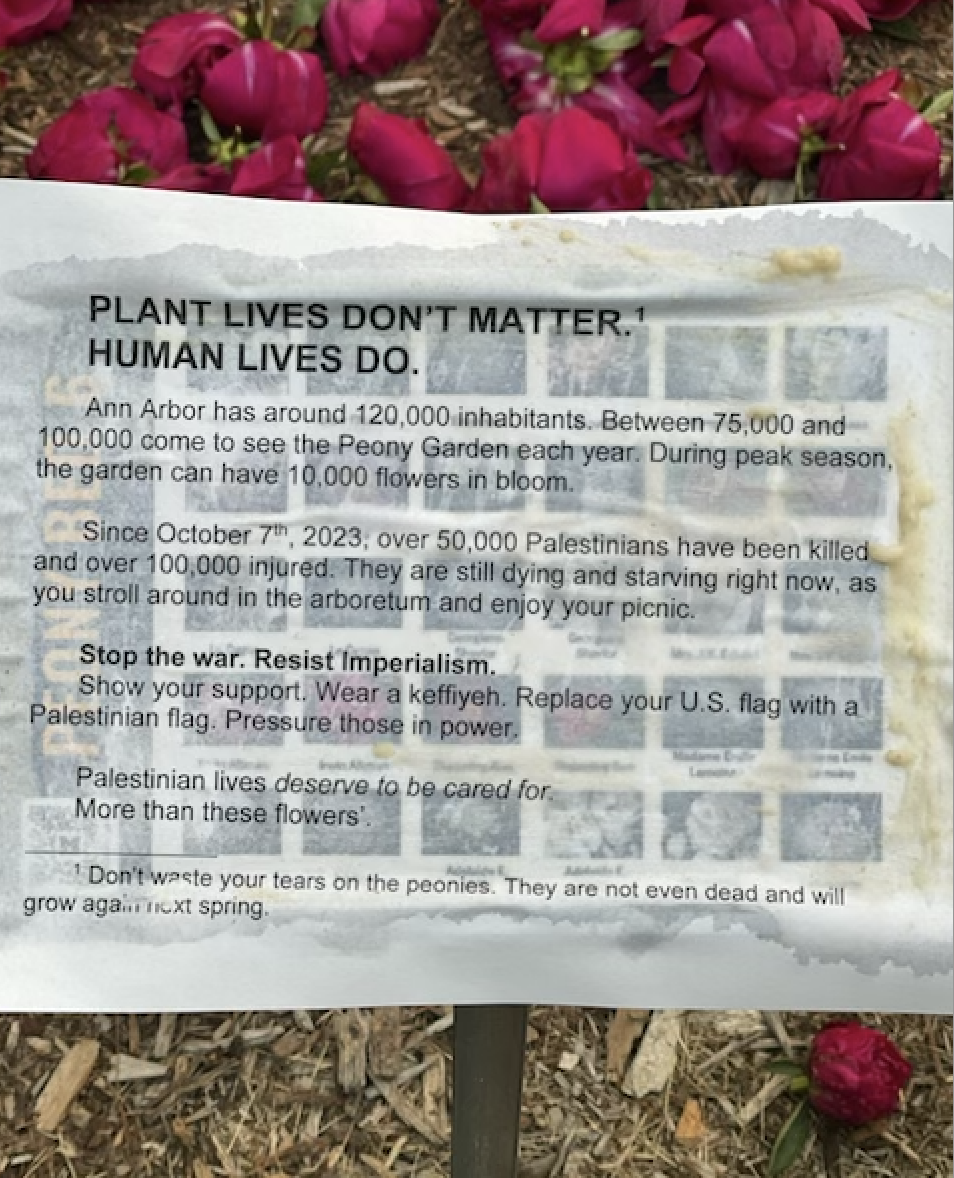 PLANT LIVES DON'T MATTER.¹
HUMAN LIVES DO.
Ann Arbor has around 120,000 inhabitants. Between 75,000 and
100,000 come to see the Peony Garden each year. During peak season,
the garden can have 10,000 flowers in bloom.
Since October 7th, 2023, over 50,000 Palestinians have been killed
and over 100,000 injured. They are still dying and starving right now, as
you stroll around in the arboretum and enjoy your picnic.
Stop the war. Resist Imperialism.
Show your support. Wear a keffiyeh. Replace your U.S. flag with a
Palestinian flag. Pressure those in power.
Palestinian lives deserve to be cared for.
More than these flowers'.
¹ Don't waste your tears on the peonies. They are not even dead and will
grow again next spring.
PEONY BED
Madame Emile